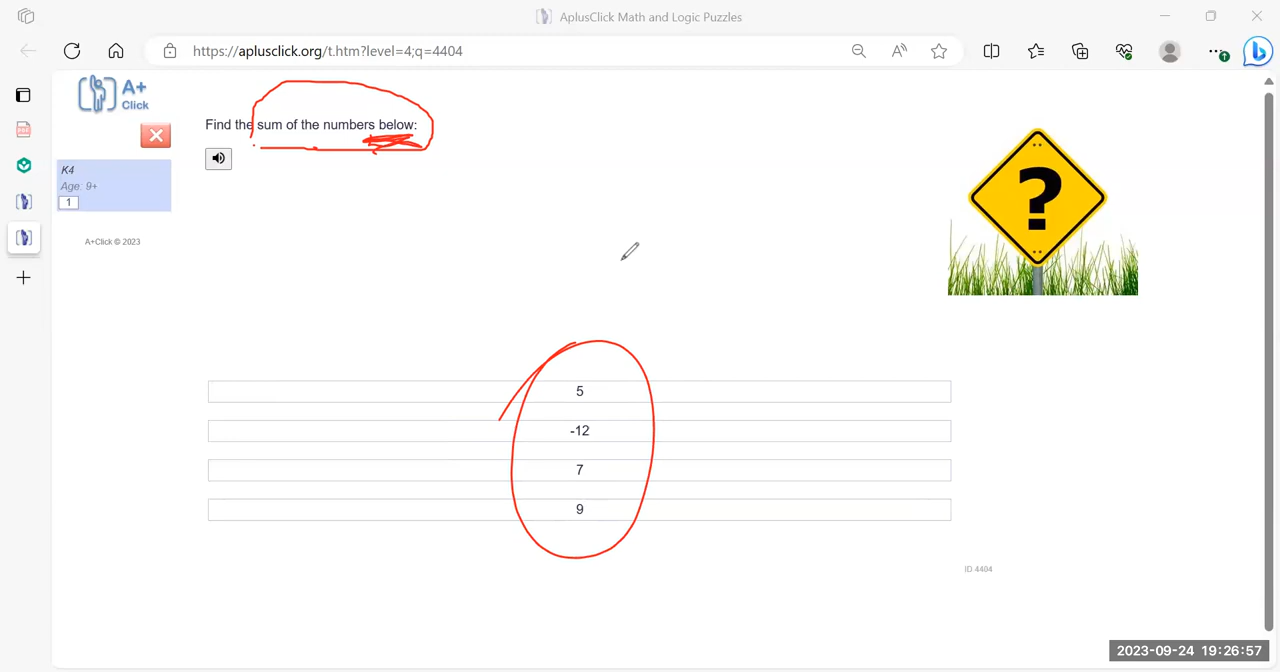 AplusClick Math and Logic Puzzles
https://aplusclick.org/t.htm?level=4;q=4404
A+
Click
Find the sum of the numbers below:
K4
Age: 9+
1
A+Click © 2023
?
5
-12
7
9
ID 4404
2023-09-24 19:26:57